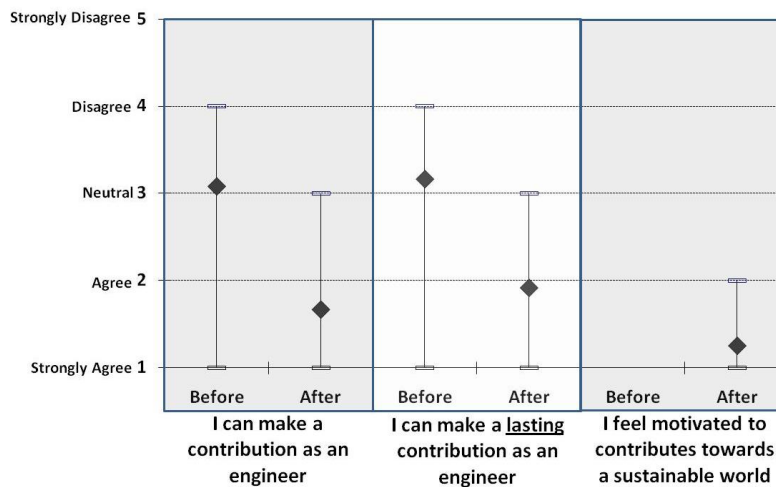 Strongly Disagree 5
Disagree 4
Neutral 3
Agree 2
Strongly Agree 1
Before After Before After Before After
I can make a
contribution as an
engineer
I can make a lasting
contribution as an
engineer
I feel motivated to
contributes towards
a sustainable world